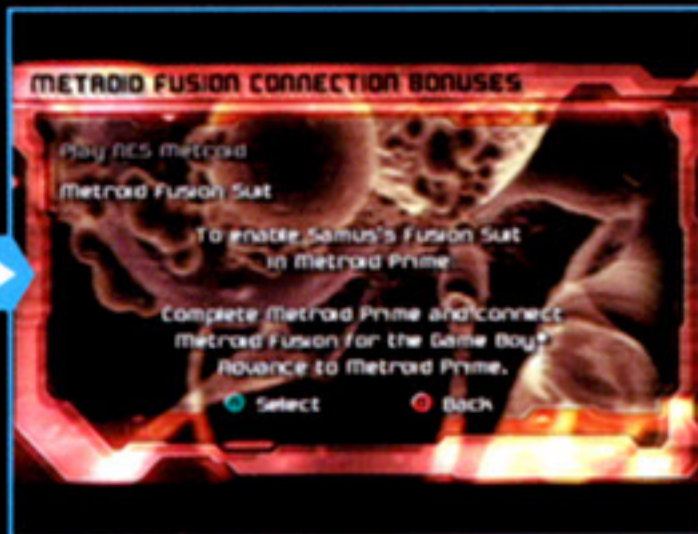 METROID FUSION CONNECTION BONUSES
Play NES Metroid
Metroid Fusion Suit
To enable Samus's Fusion Suit
in Metroid Prime
Complete Metroid Prime and connect
Metroid Fusion for the Game Boy®
Advance to Metroid Prime.
A Select B Back